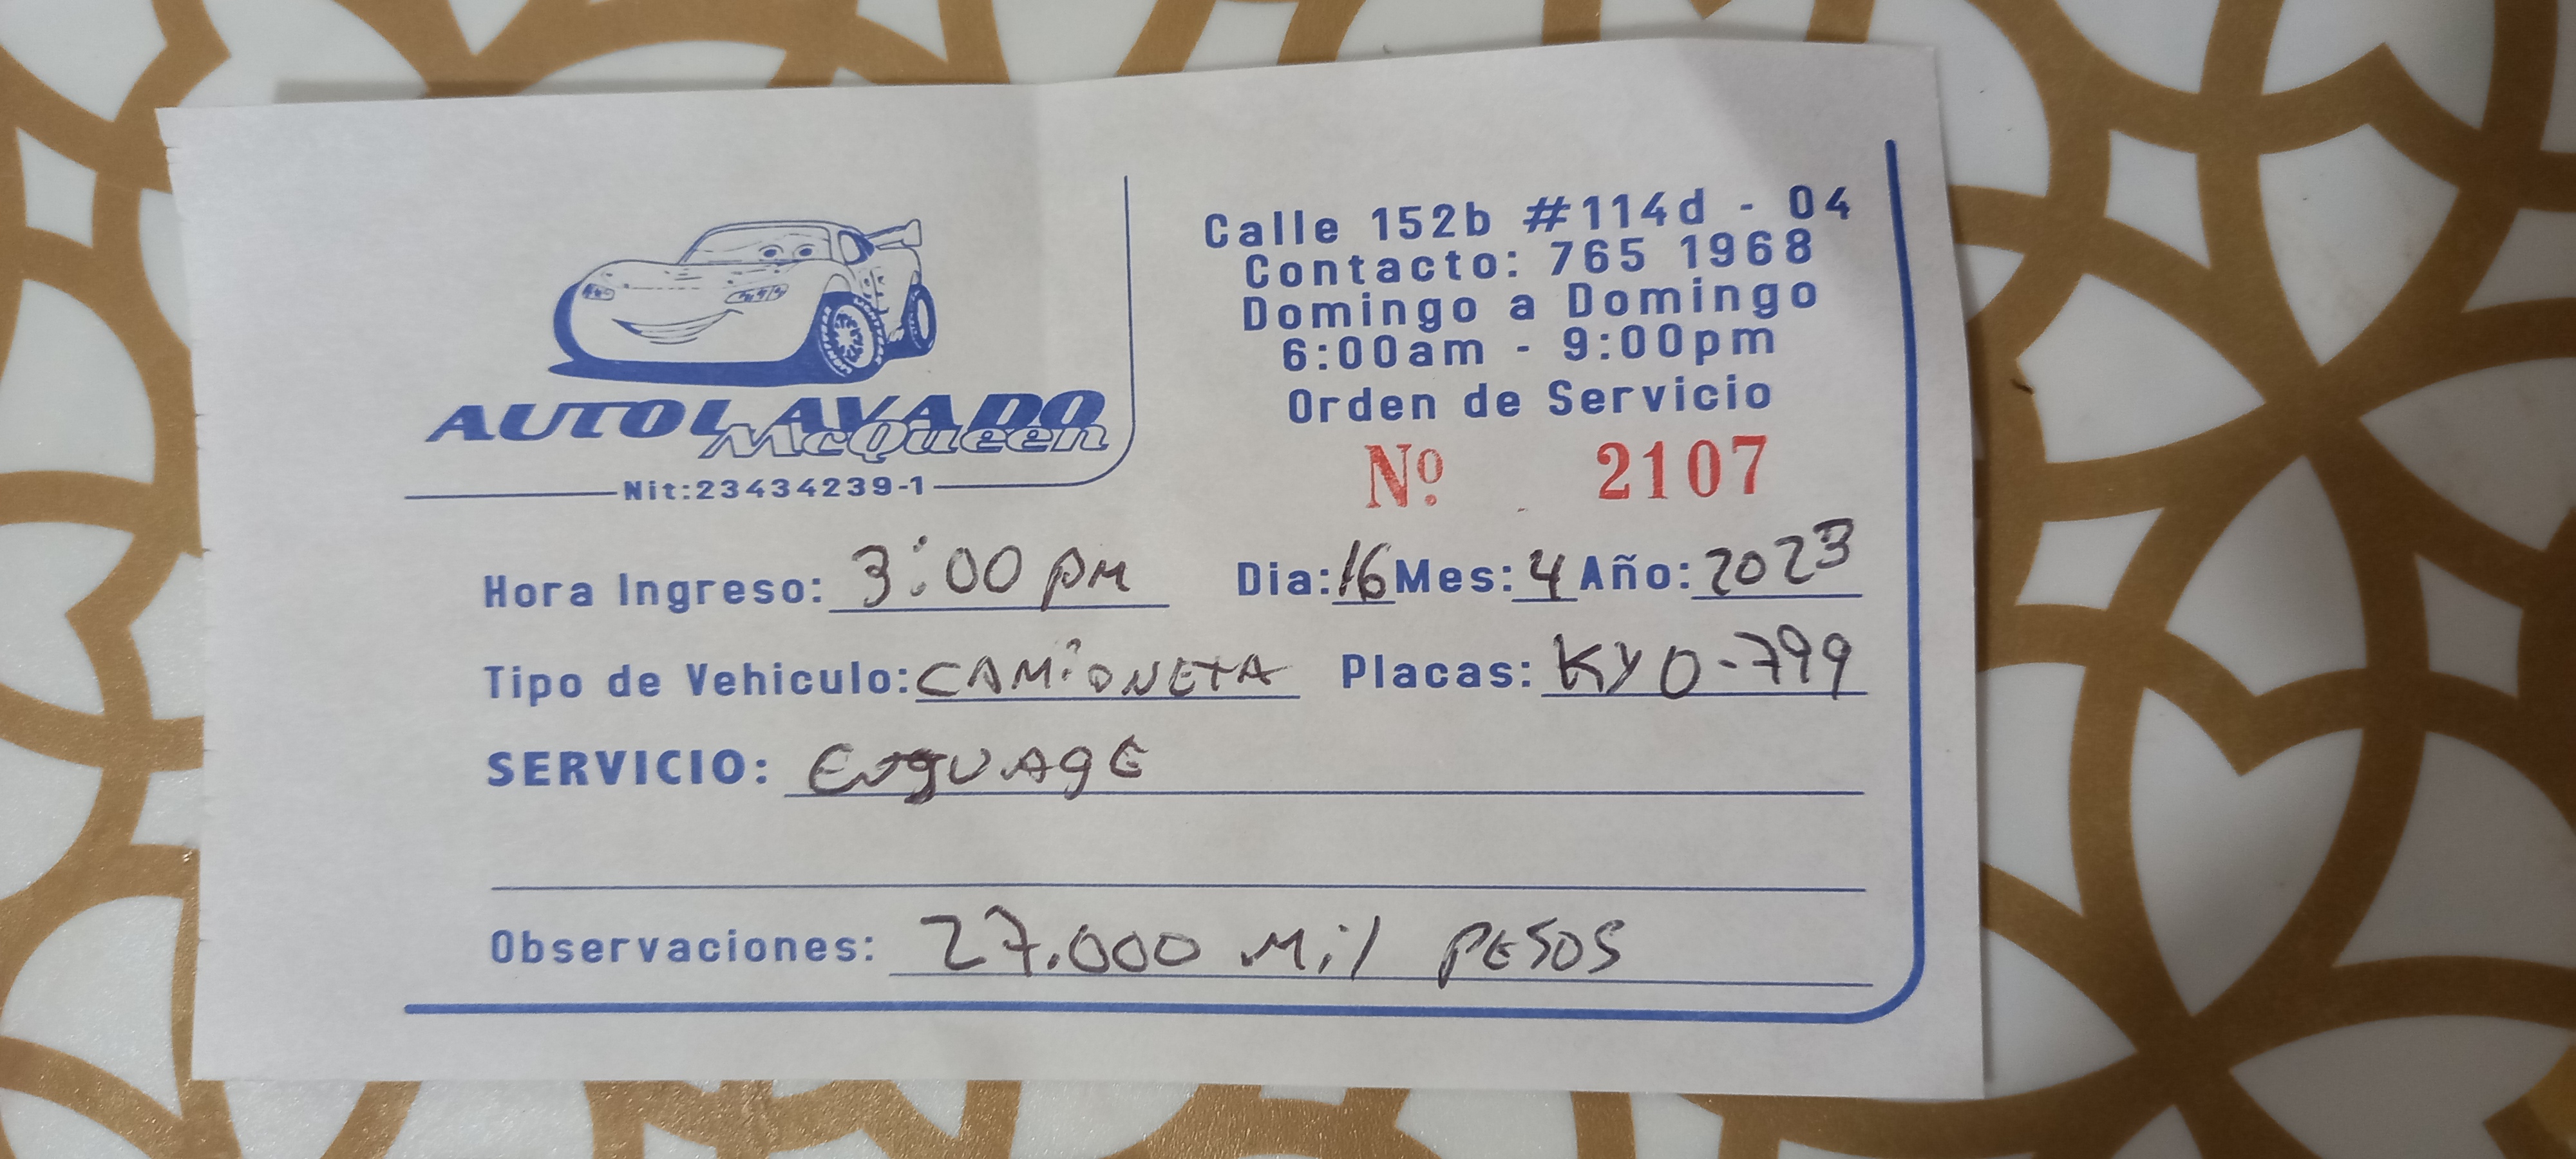 AUTOLAVADO
McQueen
Nit:23434239-1
Calle 152b #114d - 04
Contacto: 765 1968
Domingo a Domingo
6:00am - 9:00pm
Orden de Servicio
Nº 2107
Hora Ingreso: 3:00 pm Dia: 16 Mes: 4 Año: 2023
Tipo de Vehiculo: CAMiONETA Placas: KYO-799
SERVICIO: ENgUAgE
Observaciones: 27.000 Mil PESOS